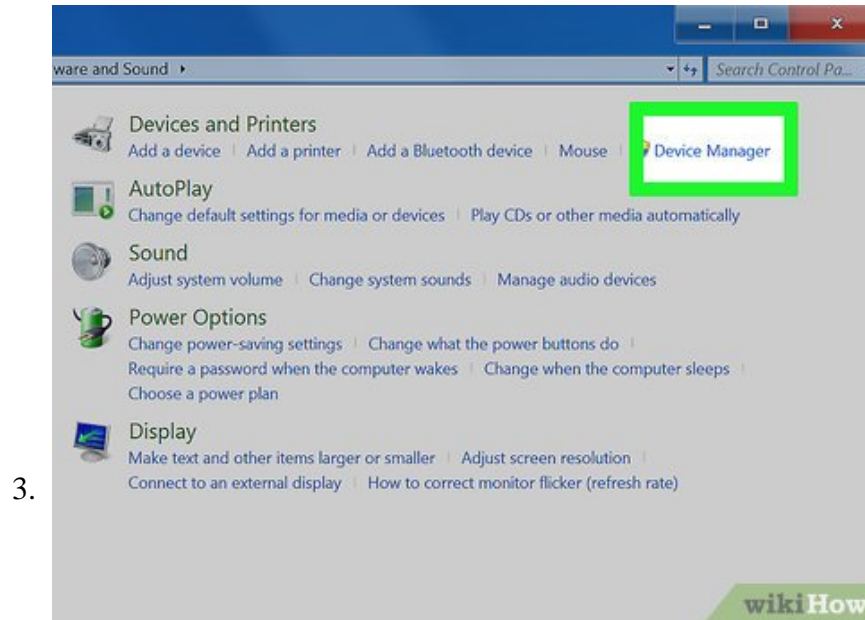 ware and Sound
Search Control Pa...
Devices and Printers
Add a device | Add a printer | Add a Bluetooth device | Mouse | Device Manager
AutoPlay
Change default settings for media or devices | Play CDs or other media automatically
Sound
Adjust system volume | Change system sounds | Manage audio devices
Power Options
Change power-saving settings | Change what the power buttons do |
Require a password when the computer wakes | Change when the computer sleeps |
Choose a power plan
Display
Make text and other items larger or smaller | Adjust screen resolution |
Connect to an external display | How to correct monitor flicker (refresh rate)
3.
wikiHow